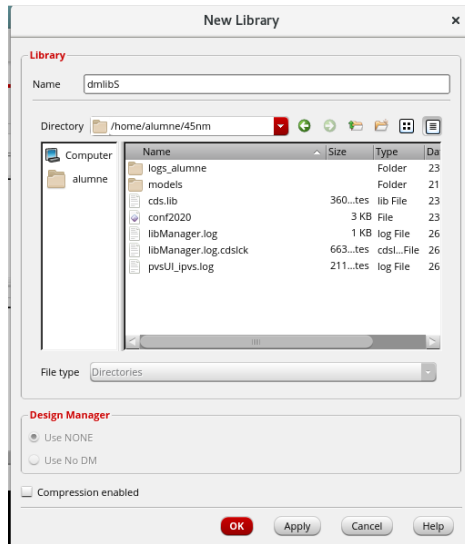 New Library ×
Library
Name dmlibS
Directory /home/alumne/45nm
Computer
alumne
Name Size Type Da
logs_alumne Folder 23
models Folder 21
cds.lib 360...tes lib File 23
conf2020 3 KB File 23
libManager.log 1 KB log File 26
libManager.log.cdslck 663...tes cdsl...File 26
pvsUI_ipvs.log 211...tes log File 26
File type Directories
Design Manager
Use NONE
Use No DM
Compression enabled
OK Apply Cancel Help